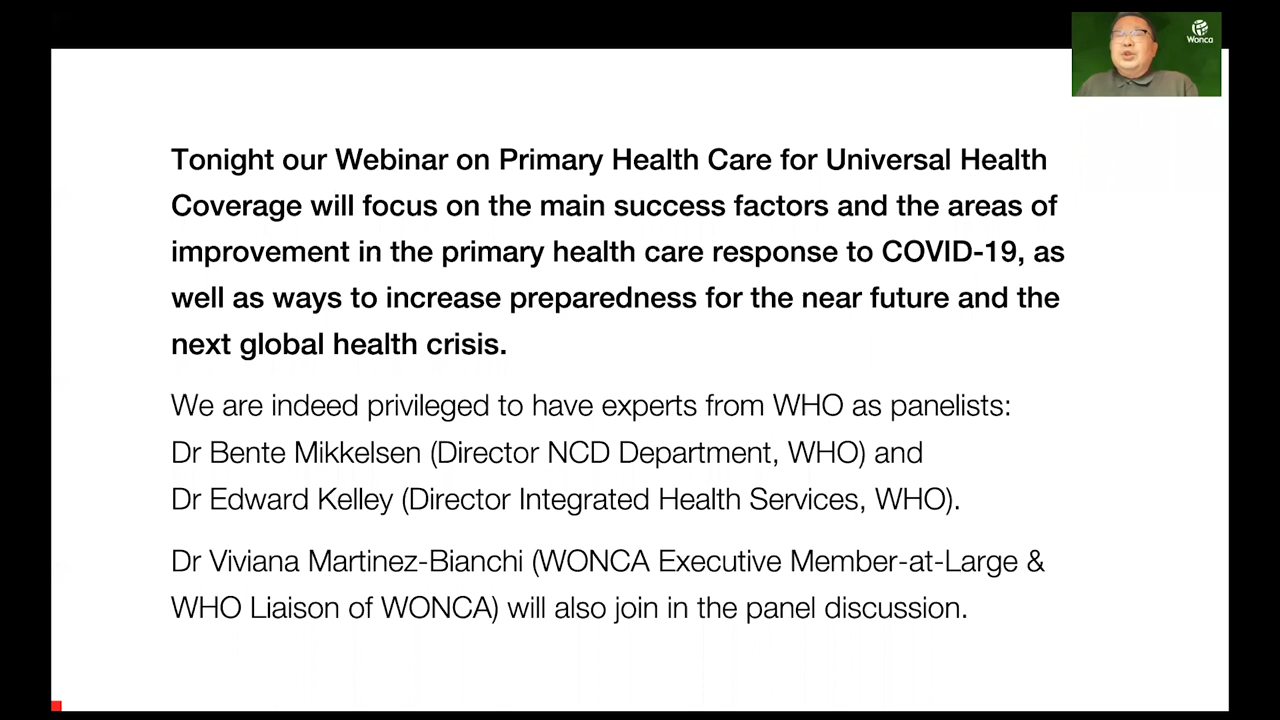 Wonca
Tonight our Webinar on Primary Health Care for Universal Health
Coverage will focus on the main success factors and the areas of
improvement in the primary health care response to COVID-19, as
well as ways to increase preparedness for the near future and the
next global health crisis.
We are indeed privileged to have experts from WHO as panelists:
Dr Bente Mikkelsen (Director NCD Department, WHO) and
Dr Edward Kelley (Director Integrated Health Services, WHO).
Dr Viviana Martinez-Bianchi (WONCA Executive Member-at-Large &
WHO Liaison of WONCA) will also join in the panel discussion.